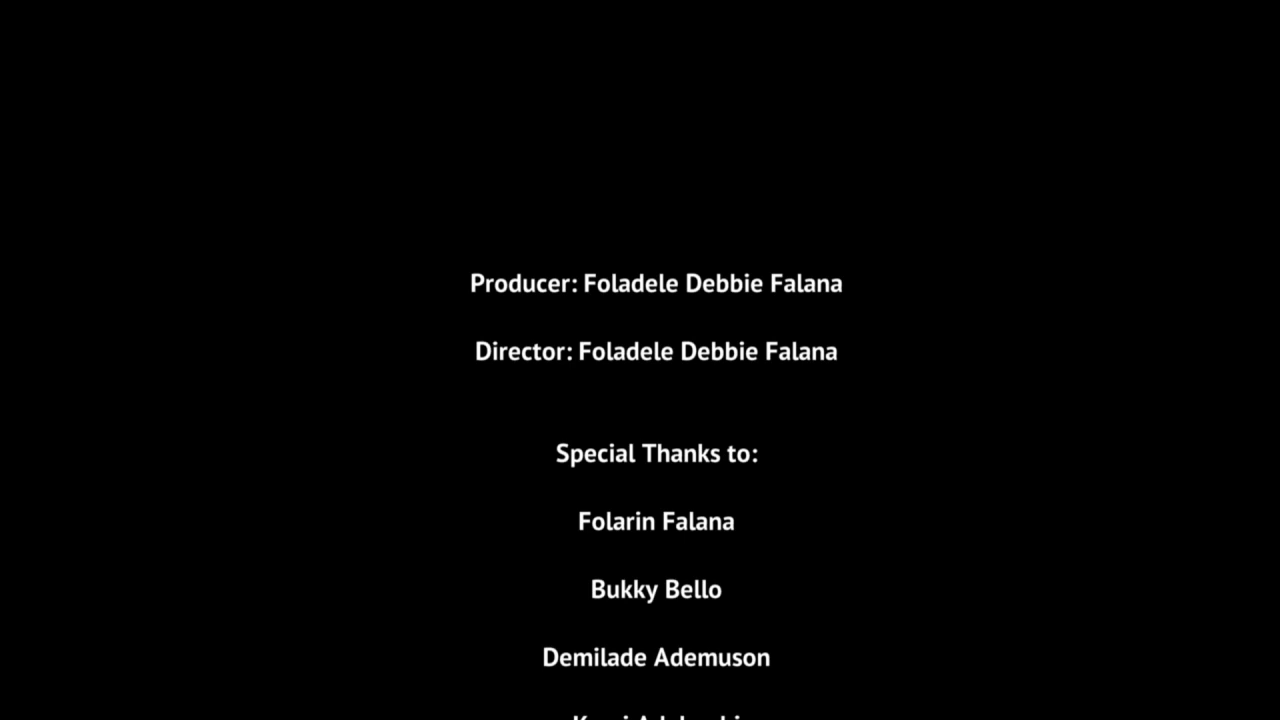 Producer: Foladele Debbie Falana
Director: Foladele Debbie Falana
Special Thanks to:
Folarin Falana
Bukky Bello
Demilade Ademuson